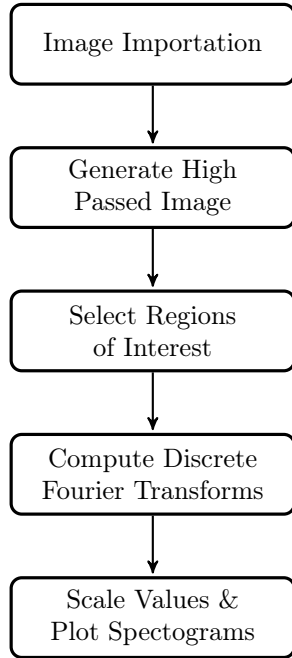 Image Importation
Generate High
Passed Image
Select Regions
of Interest
Compute Discrete
Fourier Transforms
Scale Values &
Plot Spectograms